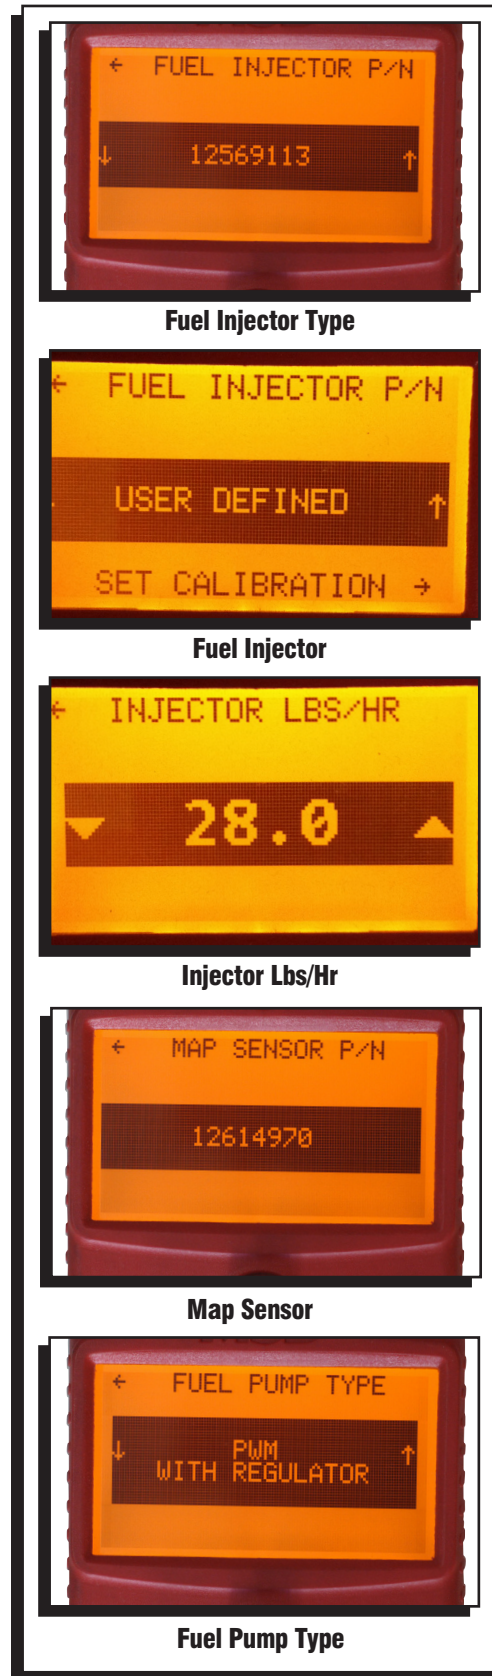 ← FUEL INJECTOR P/N
↓ 12569113 ↑
Fuel Injector Type
← FUEL INJECTOR P/N
USER DEFINED ↑
SET CALIBRATION →
Fuel Injector
← INJECTOR LBS/HR
▼ 28.0 ▲
Injector Lbs/Hr
← MAP SENSOR P/N
12614970
Map Sensor
← FUEL PUMP TYPE
↓ PWM ↑
WITH REGULATOR
Fuel Pump Type